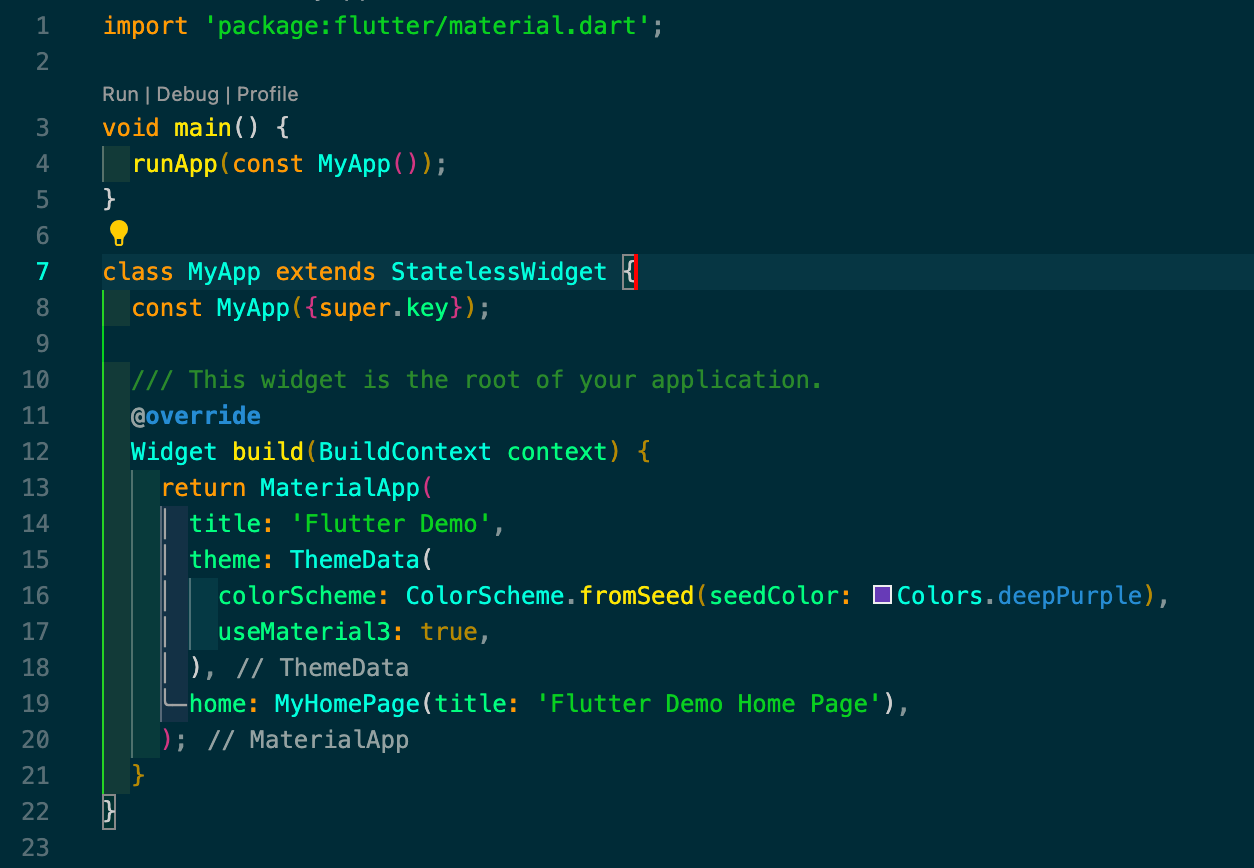 1 import 'package:flutter/material.dart';
2
Run | Debug | Profile
3 void main() {
4   runApp(const MyApp());
5 }
6
7 class MyApp extends StatelessWidget {
8   const MyApp({super.key});
9
10   /// This widget is the root of your application.
11   @override
12   Widget build(BuildContext context) {
13     return MaterialApp(
14       title: 'Flutter Demo',
15       theme: ThemeData(
16         colorScheme: ColorScheme.fromSeed(seedColor: Colors.deepPurple),
17         useMaterial3: true,
18       ), // ThemeData
19       home: MyHomePage(title: 'Flutter Demo Home Page'),
20     ); // MaterialApp
21   }
22 }
23